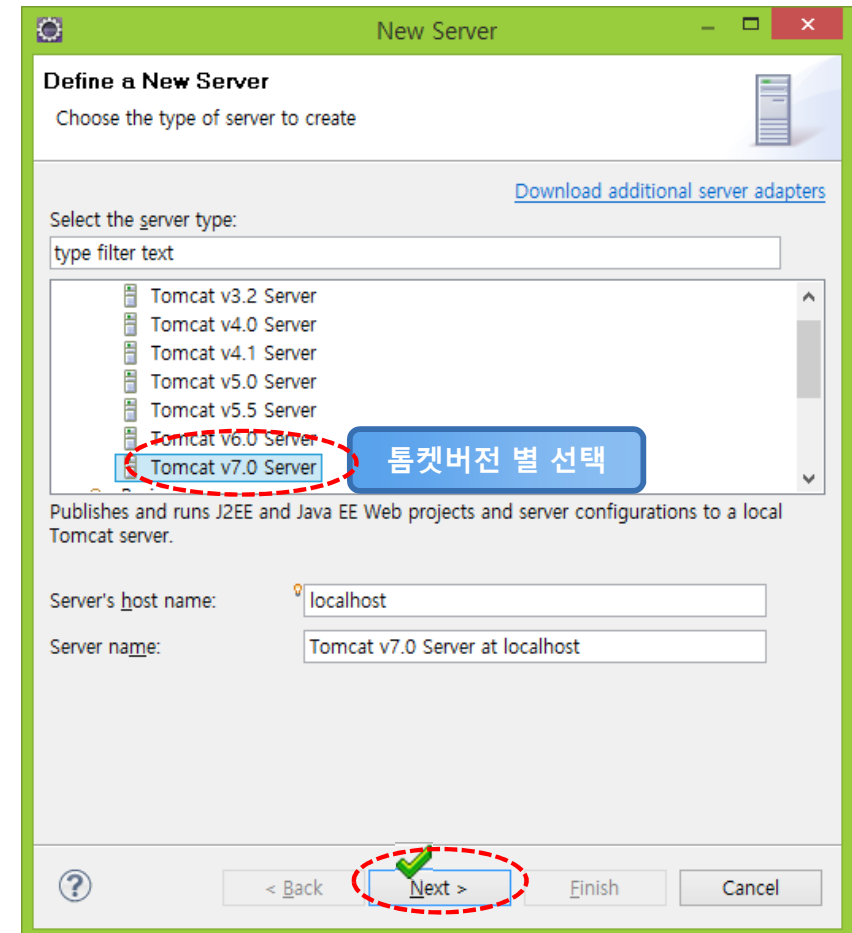 New Server
Define a New Server
Choose the type of server to create
Download additional server adapters
Select the server type:
type filter text
Tomcat v3.2 Server
Tomcat v4.0 Server
Tomcat v4.1 Server
Tomcat v5.0 Server
Tomcat v5.5 Server
Tomcat v6.0 Server
Tomcat v7.0 Server
톰켓버전 별 선택
Publishes and runs J2EE and Java EE Web projects and server configurations to a local
Tomcat server.
Server's host name: localhost
Server name: Tomcat v7.0 Server at localhost
< Back Next > Finish Cancel